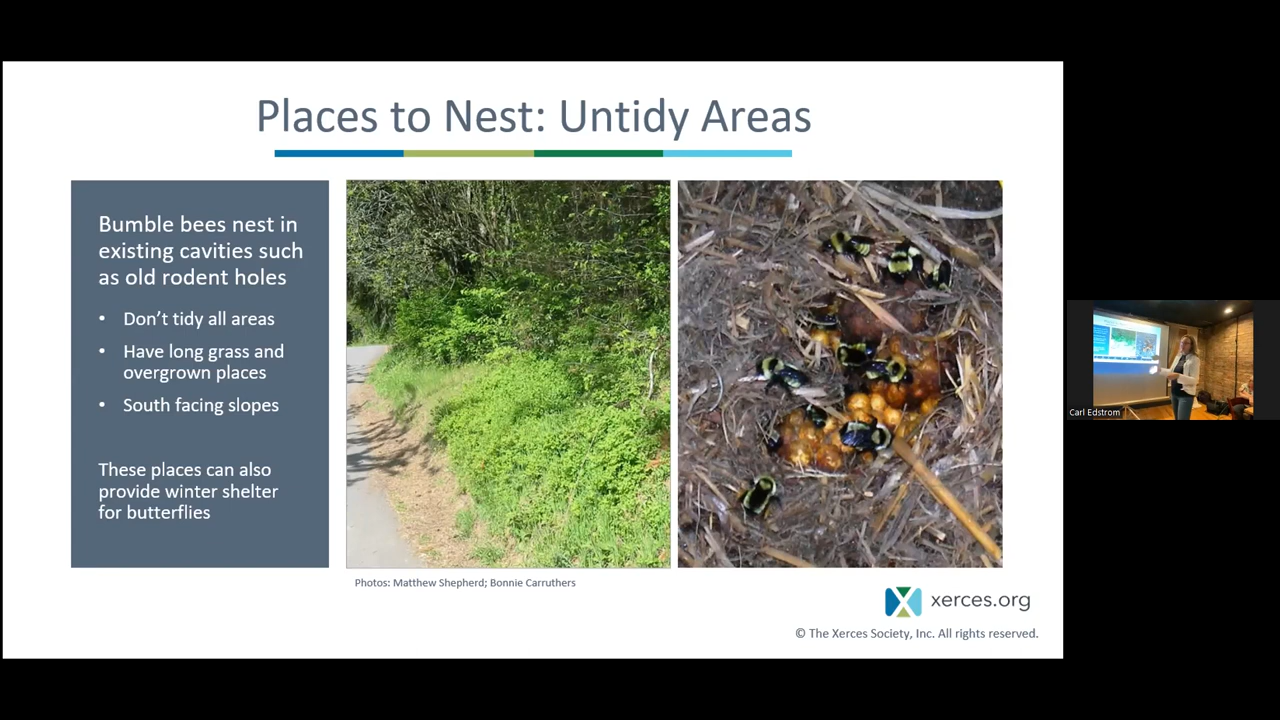 Places to Nest: Untidy Areas
Bumble bees nest in
existing cavities such
as old rodent holes
• Don't tidy all areas
• Have long grass and
overgrown places
• South facing slopes
These places can also
provide winter shelter
for butterflies
Photos: Matthew Shepherd; Bonnie Carruthers
xerces.org
© The Xerces Society, Inc. All rights reserved.
Carl Edstrom